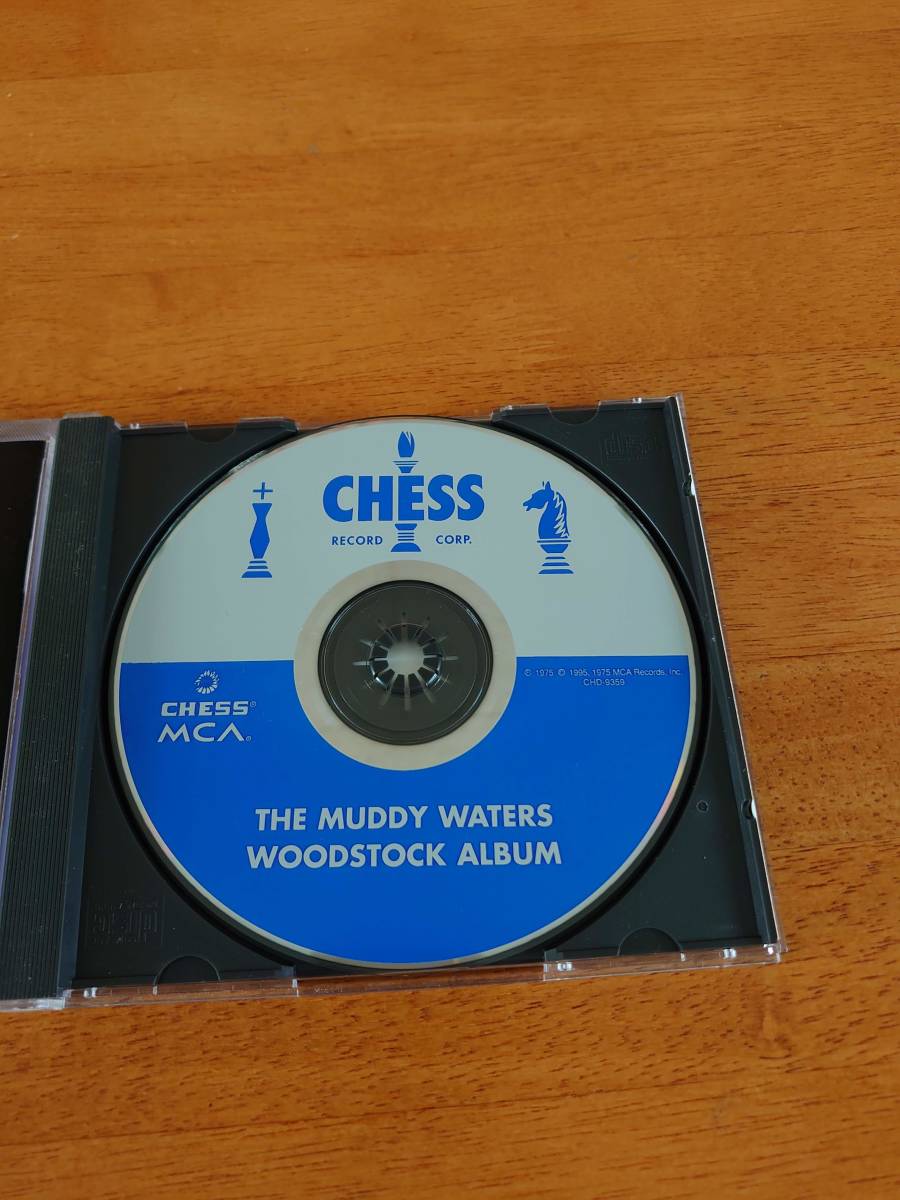 CHESS
RECORD CORP.
CHESS®
MCA®
℗ 1975 © 1995, 1975 MCA Records, Inc.
CHD-9359
THE MUDDY WATERS
WOODSTOCK ALBUM